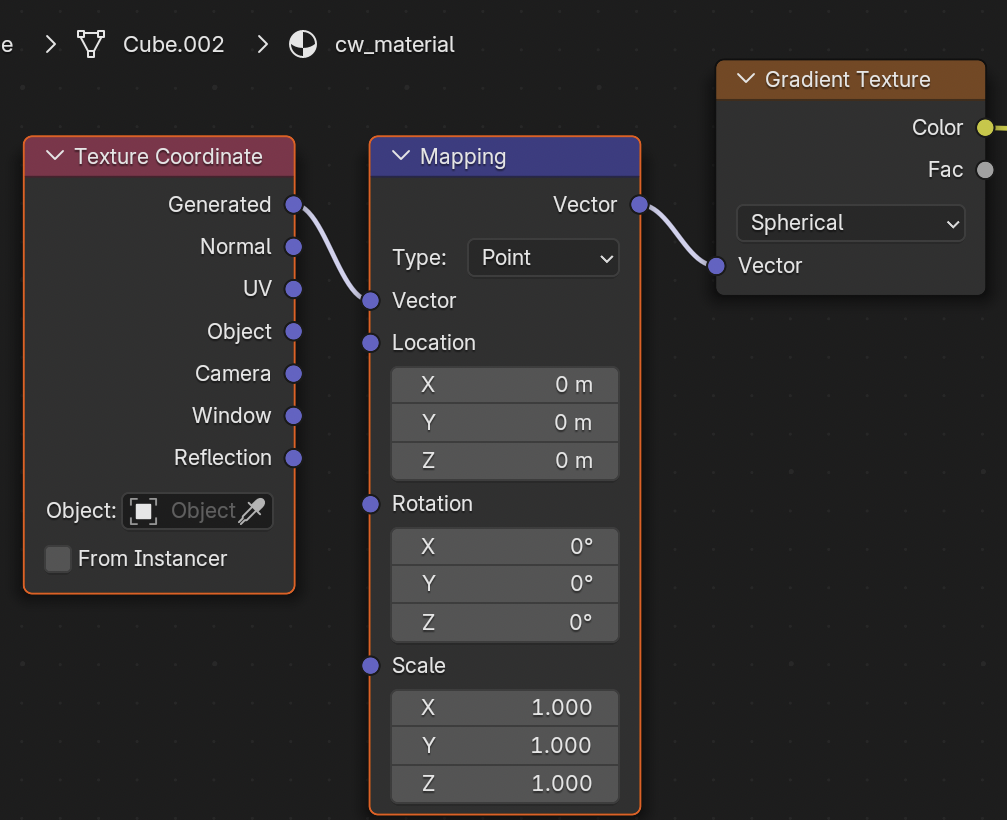 e > Cube.002 > cw_material
Texture Coordinate
Generated
Normal
UV
Object
Camera
Window
Reflection
Object: Object
From Instancer
Mapping
Vector
Type: Point
Vector
Location
X 0 m
Y 0 m
Z 0 m
Rotation
X 0°
Y 0°
Z 0°
Scale
X 1.000
Y 1.000
Z 1.000
Gradient Texture
Color
Fac
Spherical
Vector